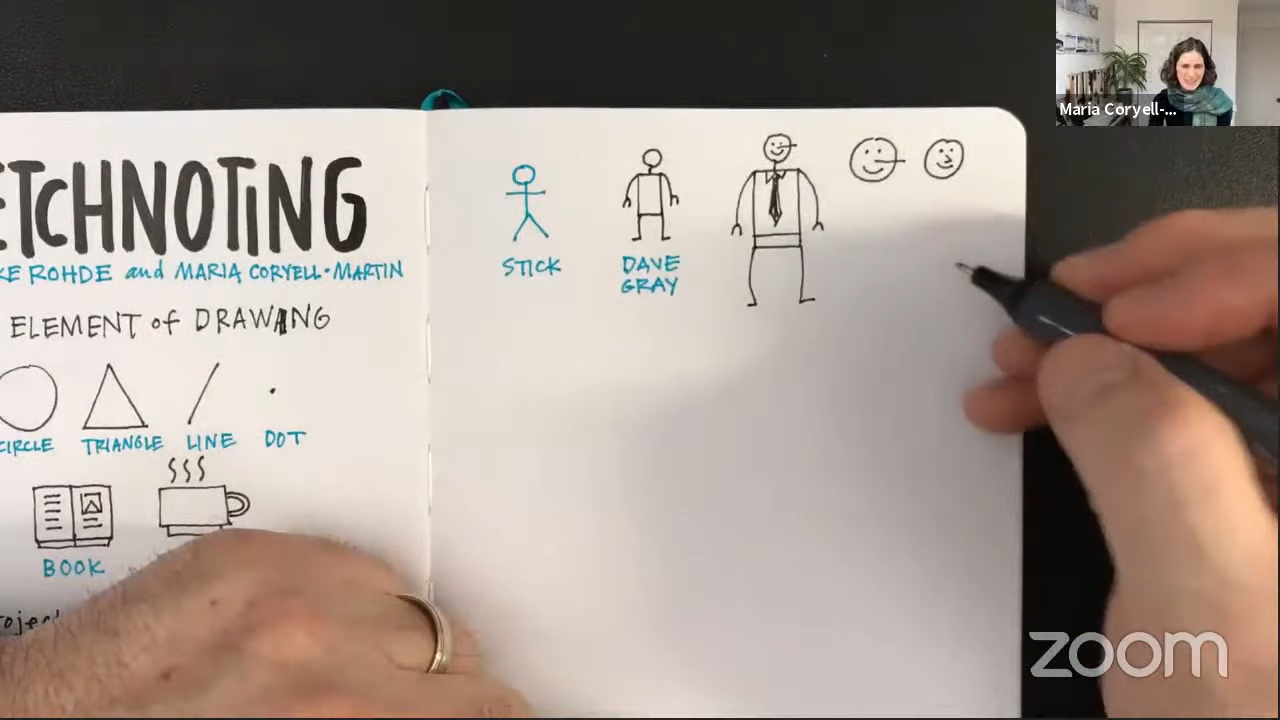 ETCHNOTING
KE ROHDE and MARIA CORYELL-MARTIN
ELEMENT of DRAWING
CIRCLE TRIANGLE LINE DOT
BOOK
STICK
DAVE
GRAY
Maria Coryell-...
zoom